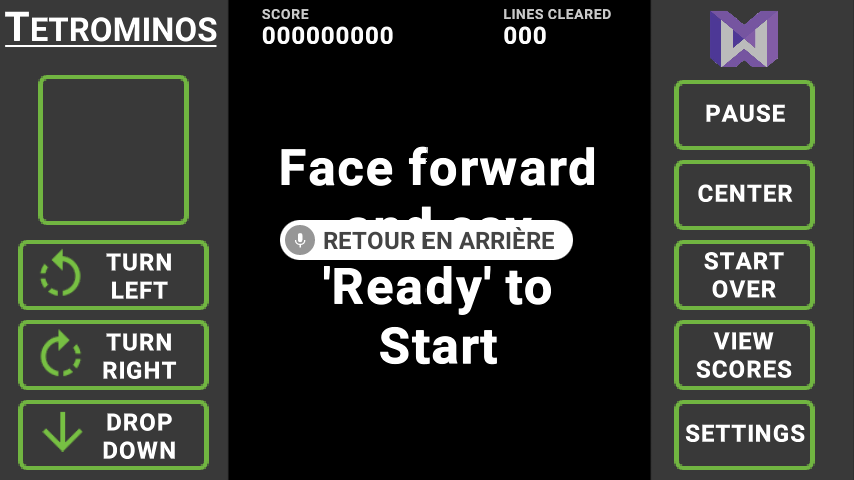 TETROMINOS
SCORE
000000000
LINES CLEARED
000
Face forward
RETOUR EN ARRIÈRE
'Ready' to
Start
TURN
LEFT
TURN
RIGHT
DROP
DOWN
PAUSE
CENTER
START
OVER
VIEW
SCORES
SETTINGS